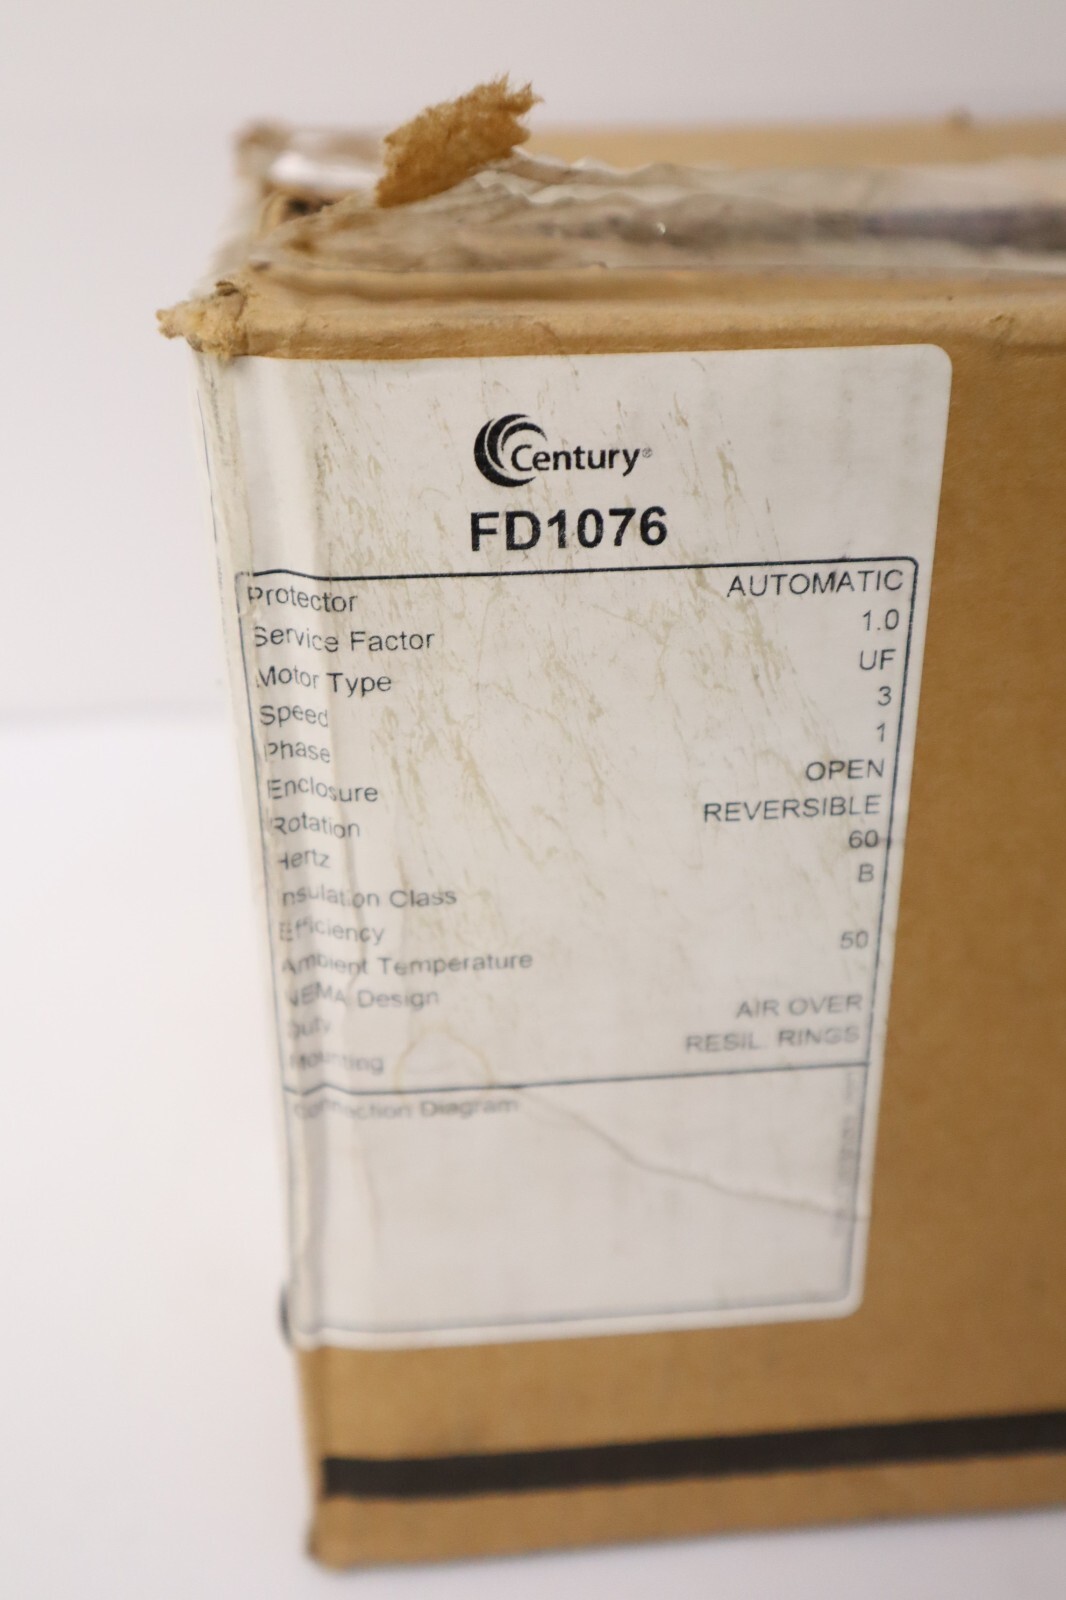 Century®
FD1076
Protector AUTOMATIC
Service Factor 1.0
Motor Type UF
Speed 3
Phase 1
Enclosure OPEN
Rotation REVERSIBLE
Hertz 60
Insulation Class B
Efficiency
Ambient Temperature 50
NEMA Design
Duty AIR OVER
Mounting RESIL. RINGS
Connection Diagram